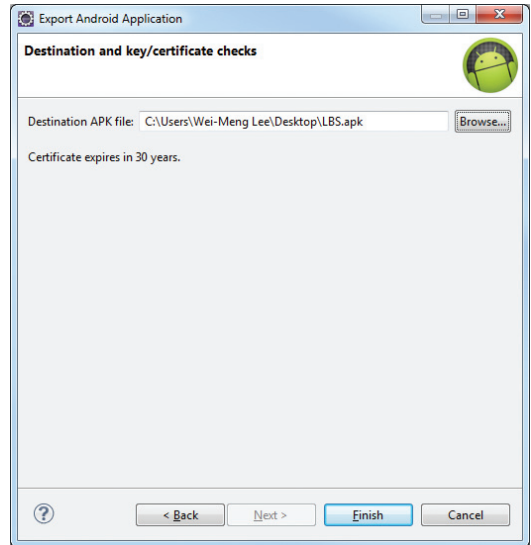 Export Android Application
Destination and key/certificate checks
Destination APK file: C:\Users\Wei-Meng Lee\Desktop\LBS.apk Browse...
Certificate expires in 30 years.
< Back Next > Finish Cancel